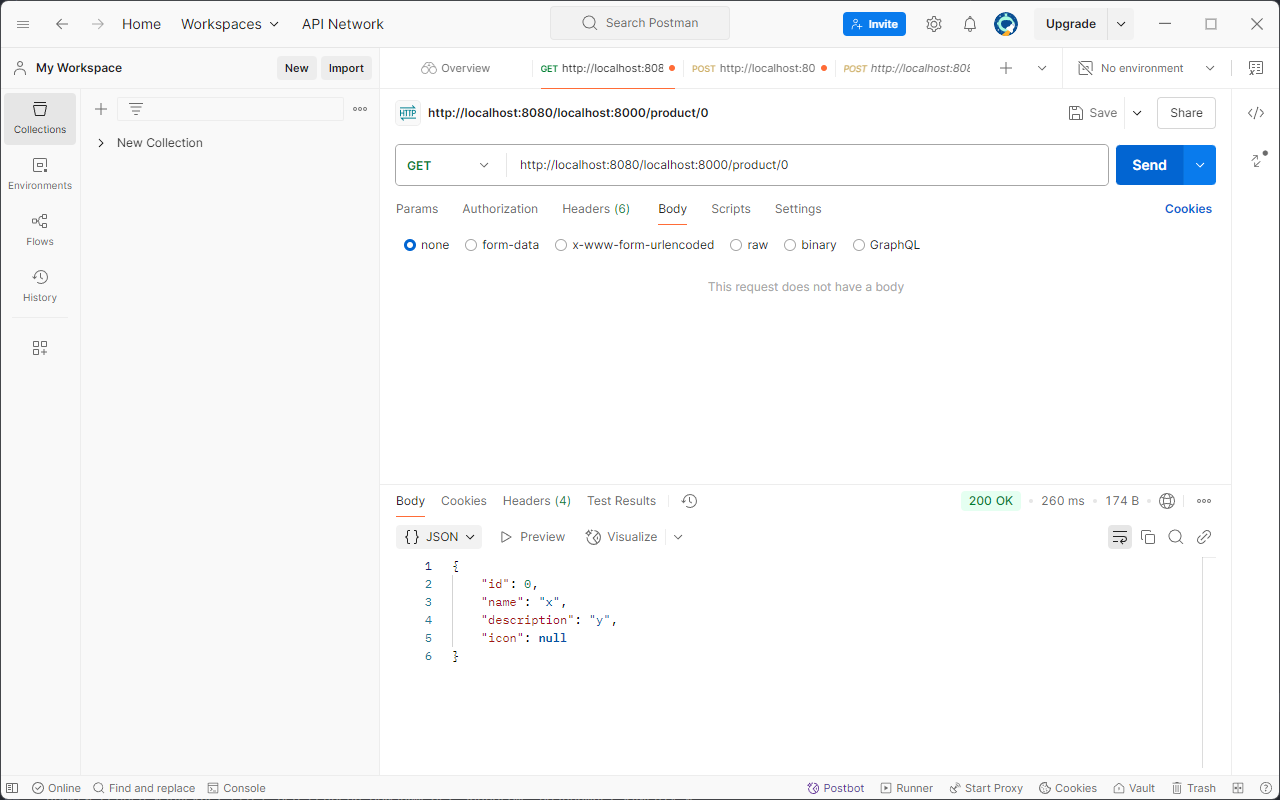 Home Workspaces API Network Search Postman Invite Upgrade
My Workspace New Import Overview GET http://localhost:808 POST http://localhost:80 POST http://localhost:808 No environment
http://localhost:8080/localhost:8000/product/0 Save Share
Collections
New Collection
GET http://localhost:8080/localhost:8000/product/0 Send
Environments
Params Authorization Headers (6) Body Scripts Settings Cookies
Flows
none form-data x-www-form-urlencoded raw binary GraphQL
This request does not have a body
History
Body Cookies Headers (4) Test Results 200 OK 260 ms 174 B
{} JSON Preview Visualize
1 {
2 "id": 0,
3 "name": "x",
4 "description": "y",
5 "icon": null
6 }
Online Find and replace Console Postbot Runner Start Proxy Cookies Vault Trash